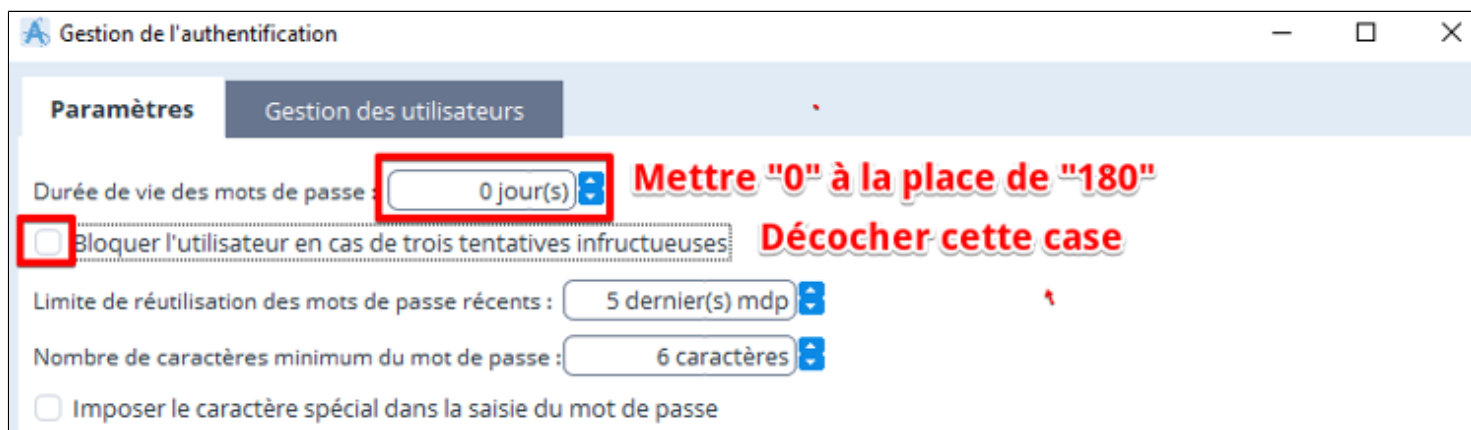 Gestion de l'authentification
Paramètres
Gestion des utilisateurs
Durée de vie des mots de passe : 0 jour(s) Mettre "0" à la place de "180"
Bloquer l'utilisateur en cas de trois tentatives infructueuses Décocher cette case
Limite de réutilisation des mots de passe récents : 5 dernier(s) mdp
Nombre de caractères minimum du mot de passe : 6 caractères
Imposer le caractère spécial dans la saisie du mot de passe